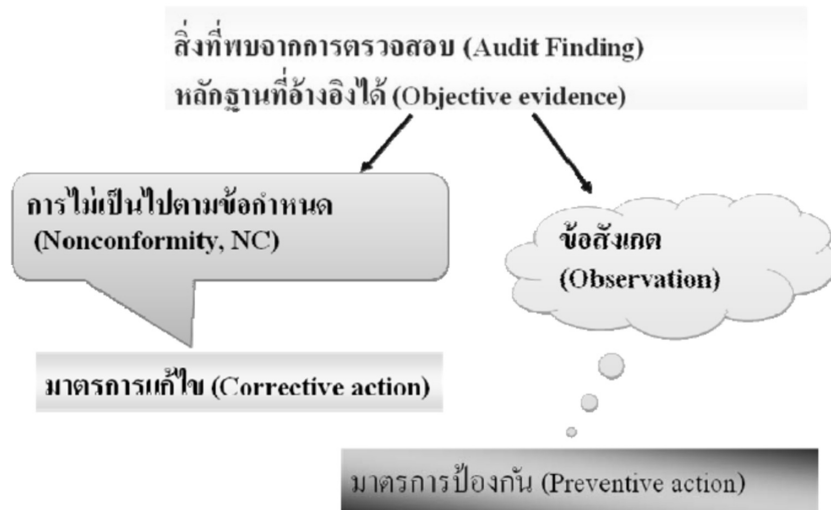 สิ่งที่พบจากการตรวจสอบ (Audit Finding)
หลักฐานที่อ้างอิงได้ (Objective evidence)
การไม่เป็นไปตามข้อกำหนด
(Nonconformity, NC)
ข้อสังเกต
(Observation)
มาตรการแก้ไข (Corrective action)
มาตรการป้องกัน (Preventive action)